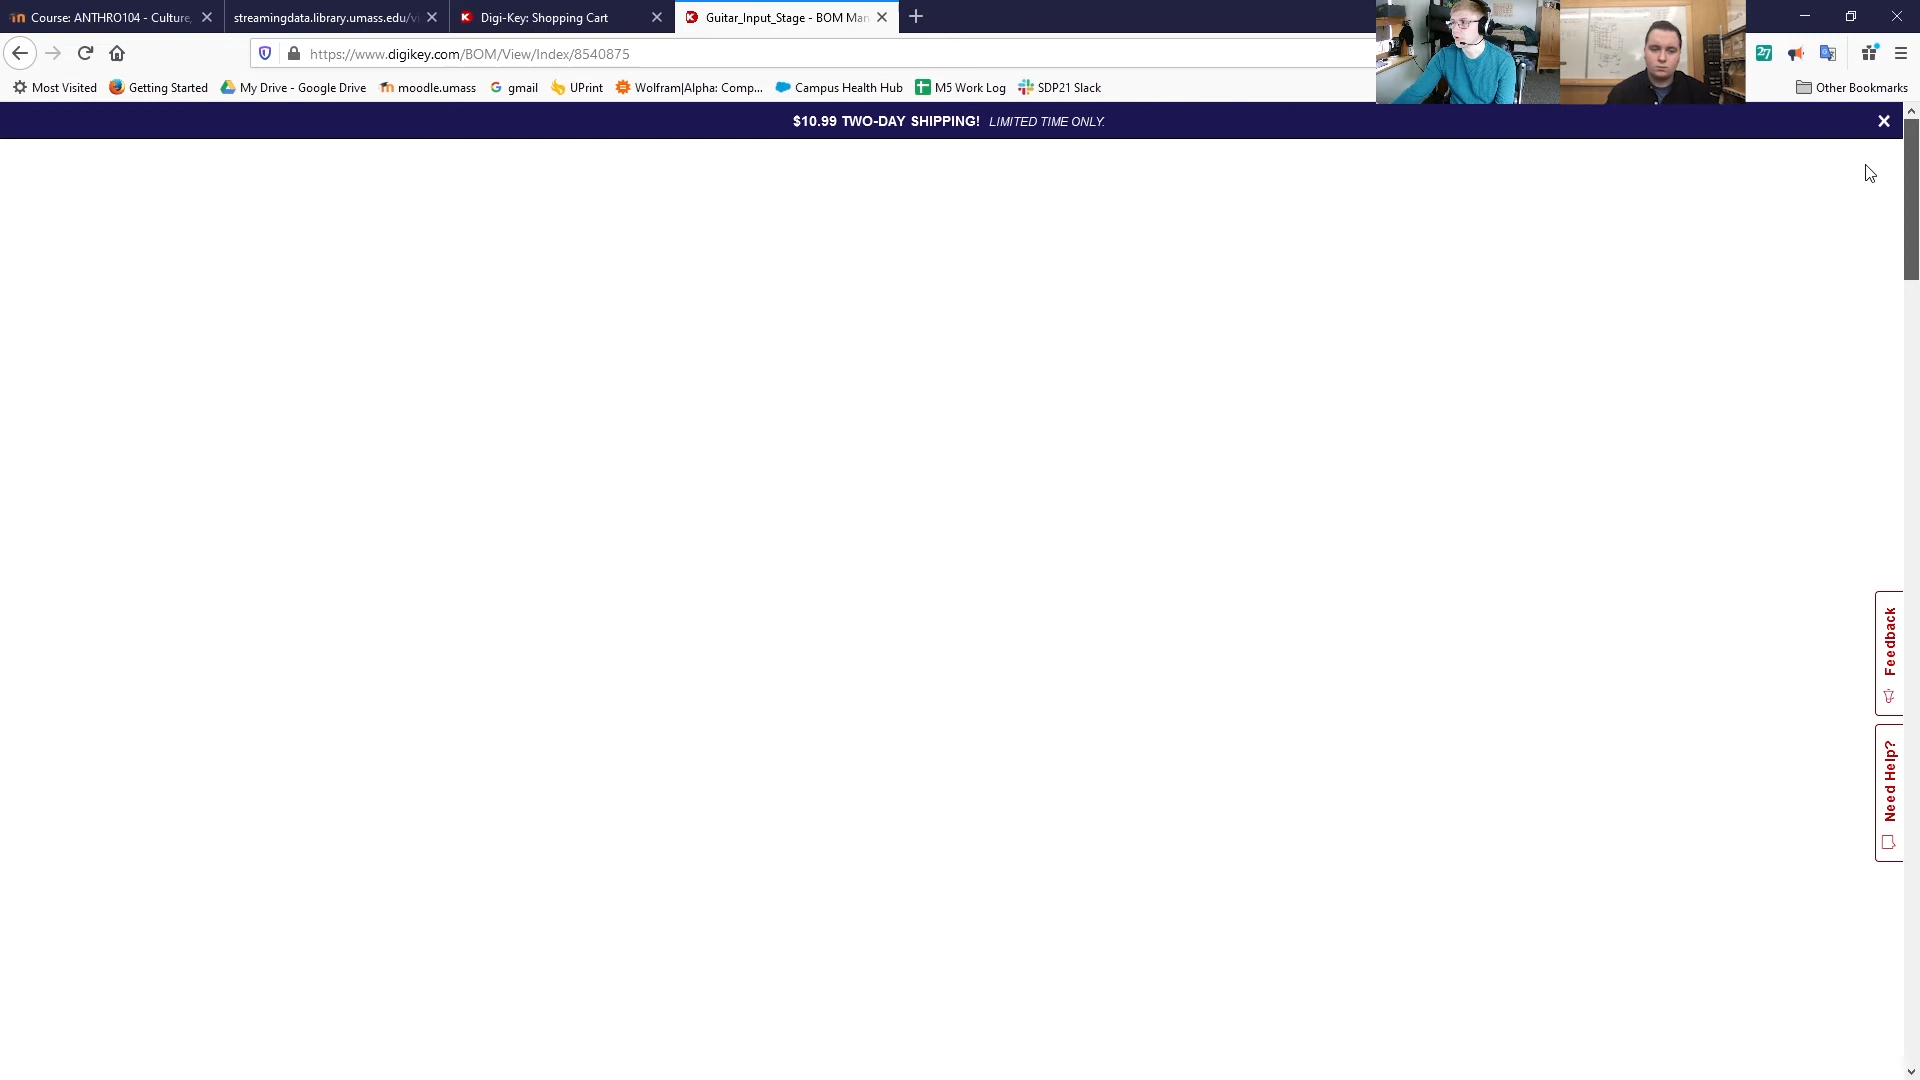 Course: ANTHRO104 - Culture,
streamingdata.library.umass.edu/vi
Digi-Key: Shopping Cart
Guitar_Input_Stage - BOM Man
https://www.digikey.com/BOM/View/Index/8540875
27
Most Visited
Getting Started
My Drive - Google Drive
moodle.umass
gmail
UPrint
Wolfram|Alpha: Comp...
Campus Health Hub
M5 Work Log
SDP21 Slack
Other Bookmarks
$10.99 TWO-DAY SHIPPING! LIMITED TIME ONLY.
Feedback
Need Help?